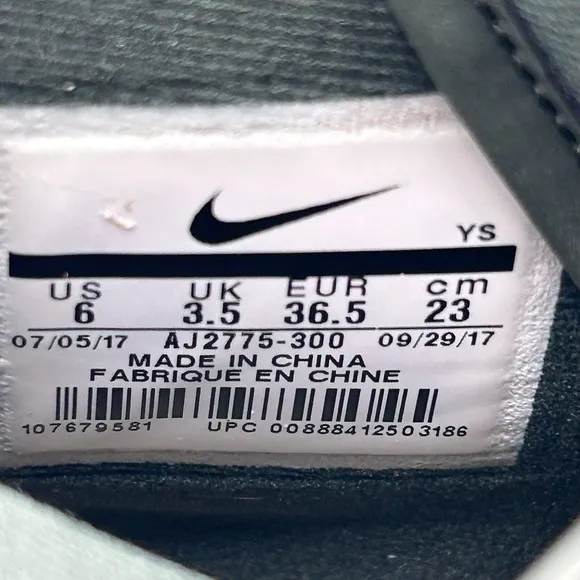 YS
US UK EUR cm
6 3.5 36.5 23
07/05/17 AJ2775-300 09/29/17
MADE IN CHINA
FABRIQUE EN CHINE
107679581 UPC 00888412503186